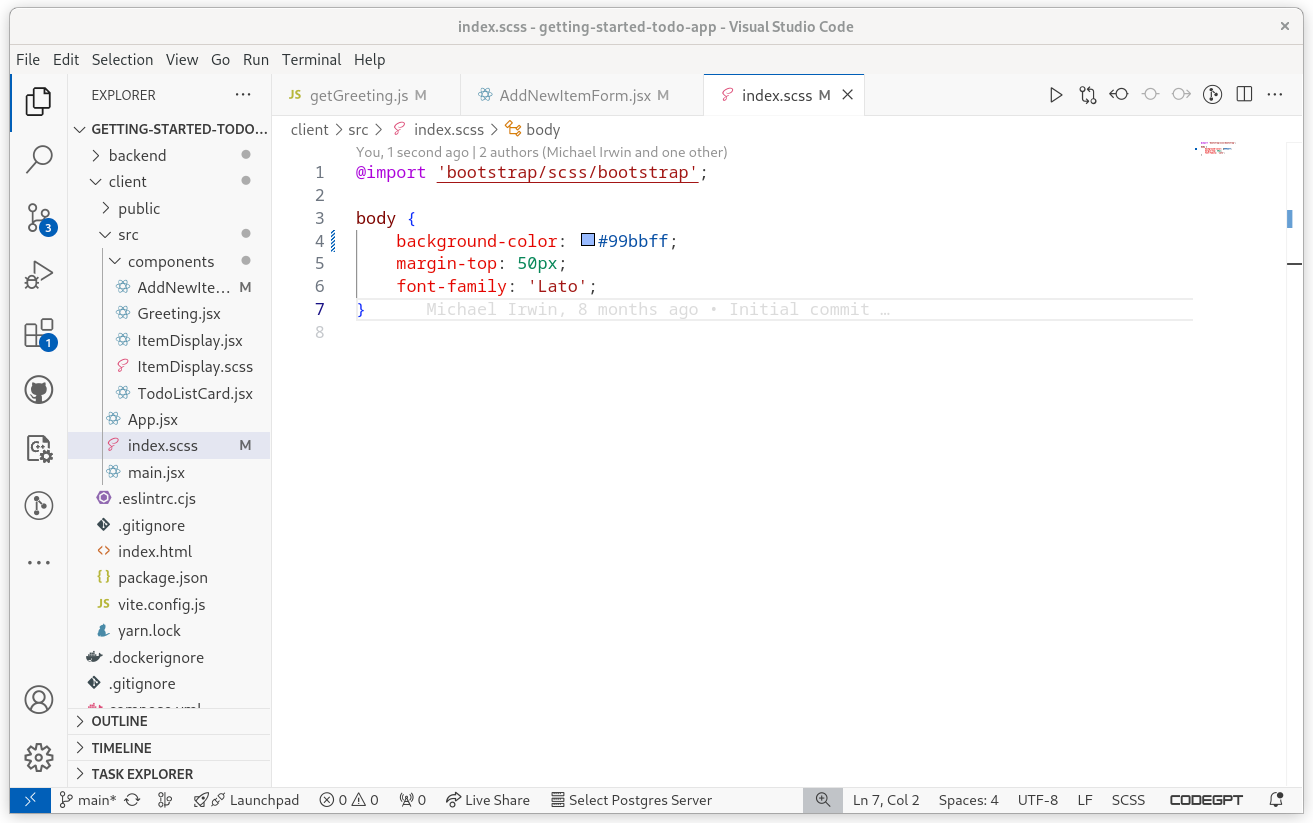 index.scss - getting-started-todo-app - Visual Studio Code
File Edit Selection View Go Run Terminal Help
EXPLORER
GETTING-STARTED-TODO...
backend
client
public
src
components
AddNewIte... M
Greeting.jsx
ItemDisplay.jsx
ItemDisplay.scss
TodoListCard.jsx
App.jsx
index.scss M
main.jsx
.eslintrc.cjs
.gitignore
index.html
package.json
JS vite.config.js
yarn.lock
.dockerignore
.gitignore
OUTLINE
TIMELINE
TASK EXPLORER
3
1
JS getGreeting.js M
AddNewItemForm.jsx M
index.scss M
client > src > index.scss > body
You, 1 second ago | 2 authors (Michael Irwin and one other)
1 @import 'bootstrap/scss/bootstrap';
2
3 body {
4 background-color: #99bbff;
5 margin-top: 50px;
6 font-family: 'Lato';
7 } Michael Irwin, 8 months ago • Initial commit …
8
main* Launchpad 0 0 0 Live Share Select Postgres Server Ln 7, Col 2 Spaces: 4 UTF-8 LF SCSS CODEGPT